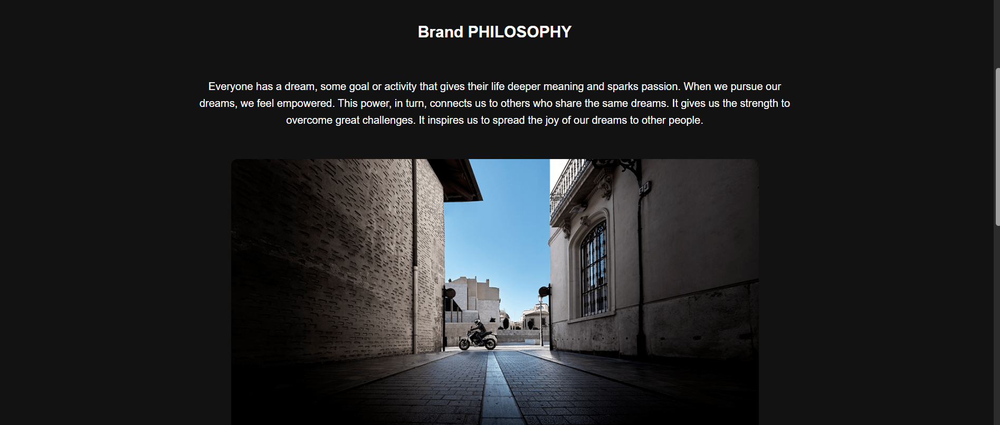 Brand PHILOSOPHY
Everyone has a dream, some goal or activity that gives their life deeper meaning and sparks passion. When we pursue our
dreams, we feel empowered. This power, in turn, connects us to others who share the same dreams. It gives us the strength to
overcome great challenges. It inspires us to spread the joy of our dreams to other people.